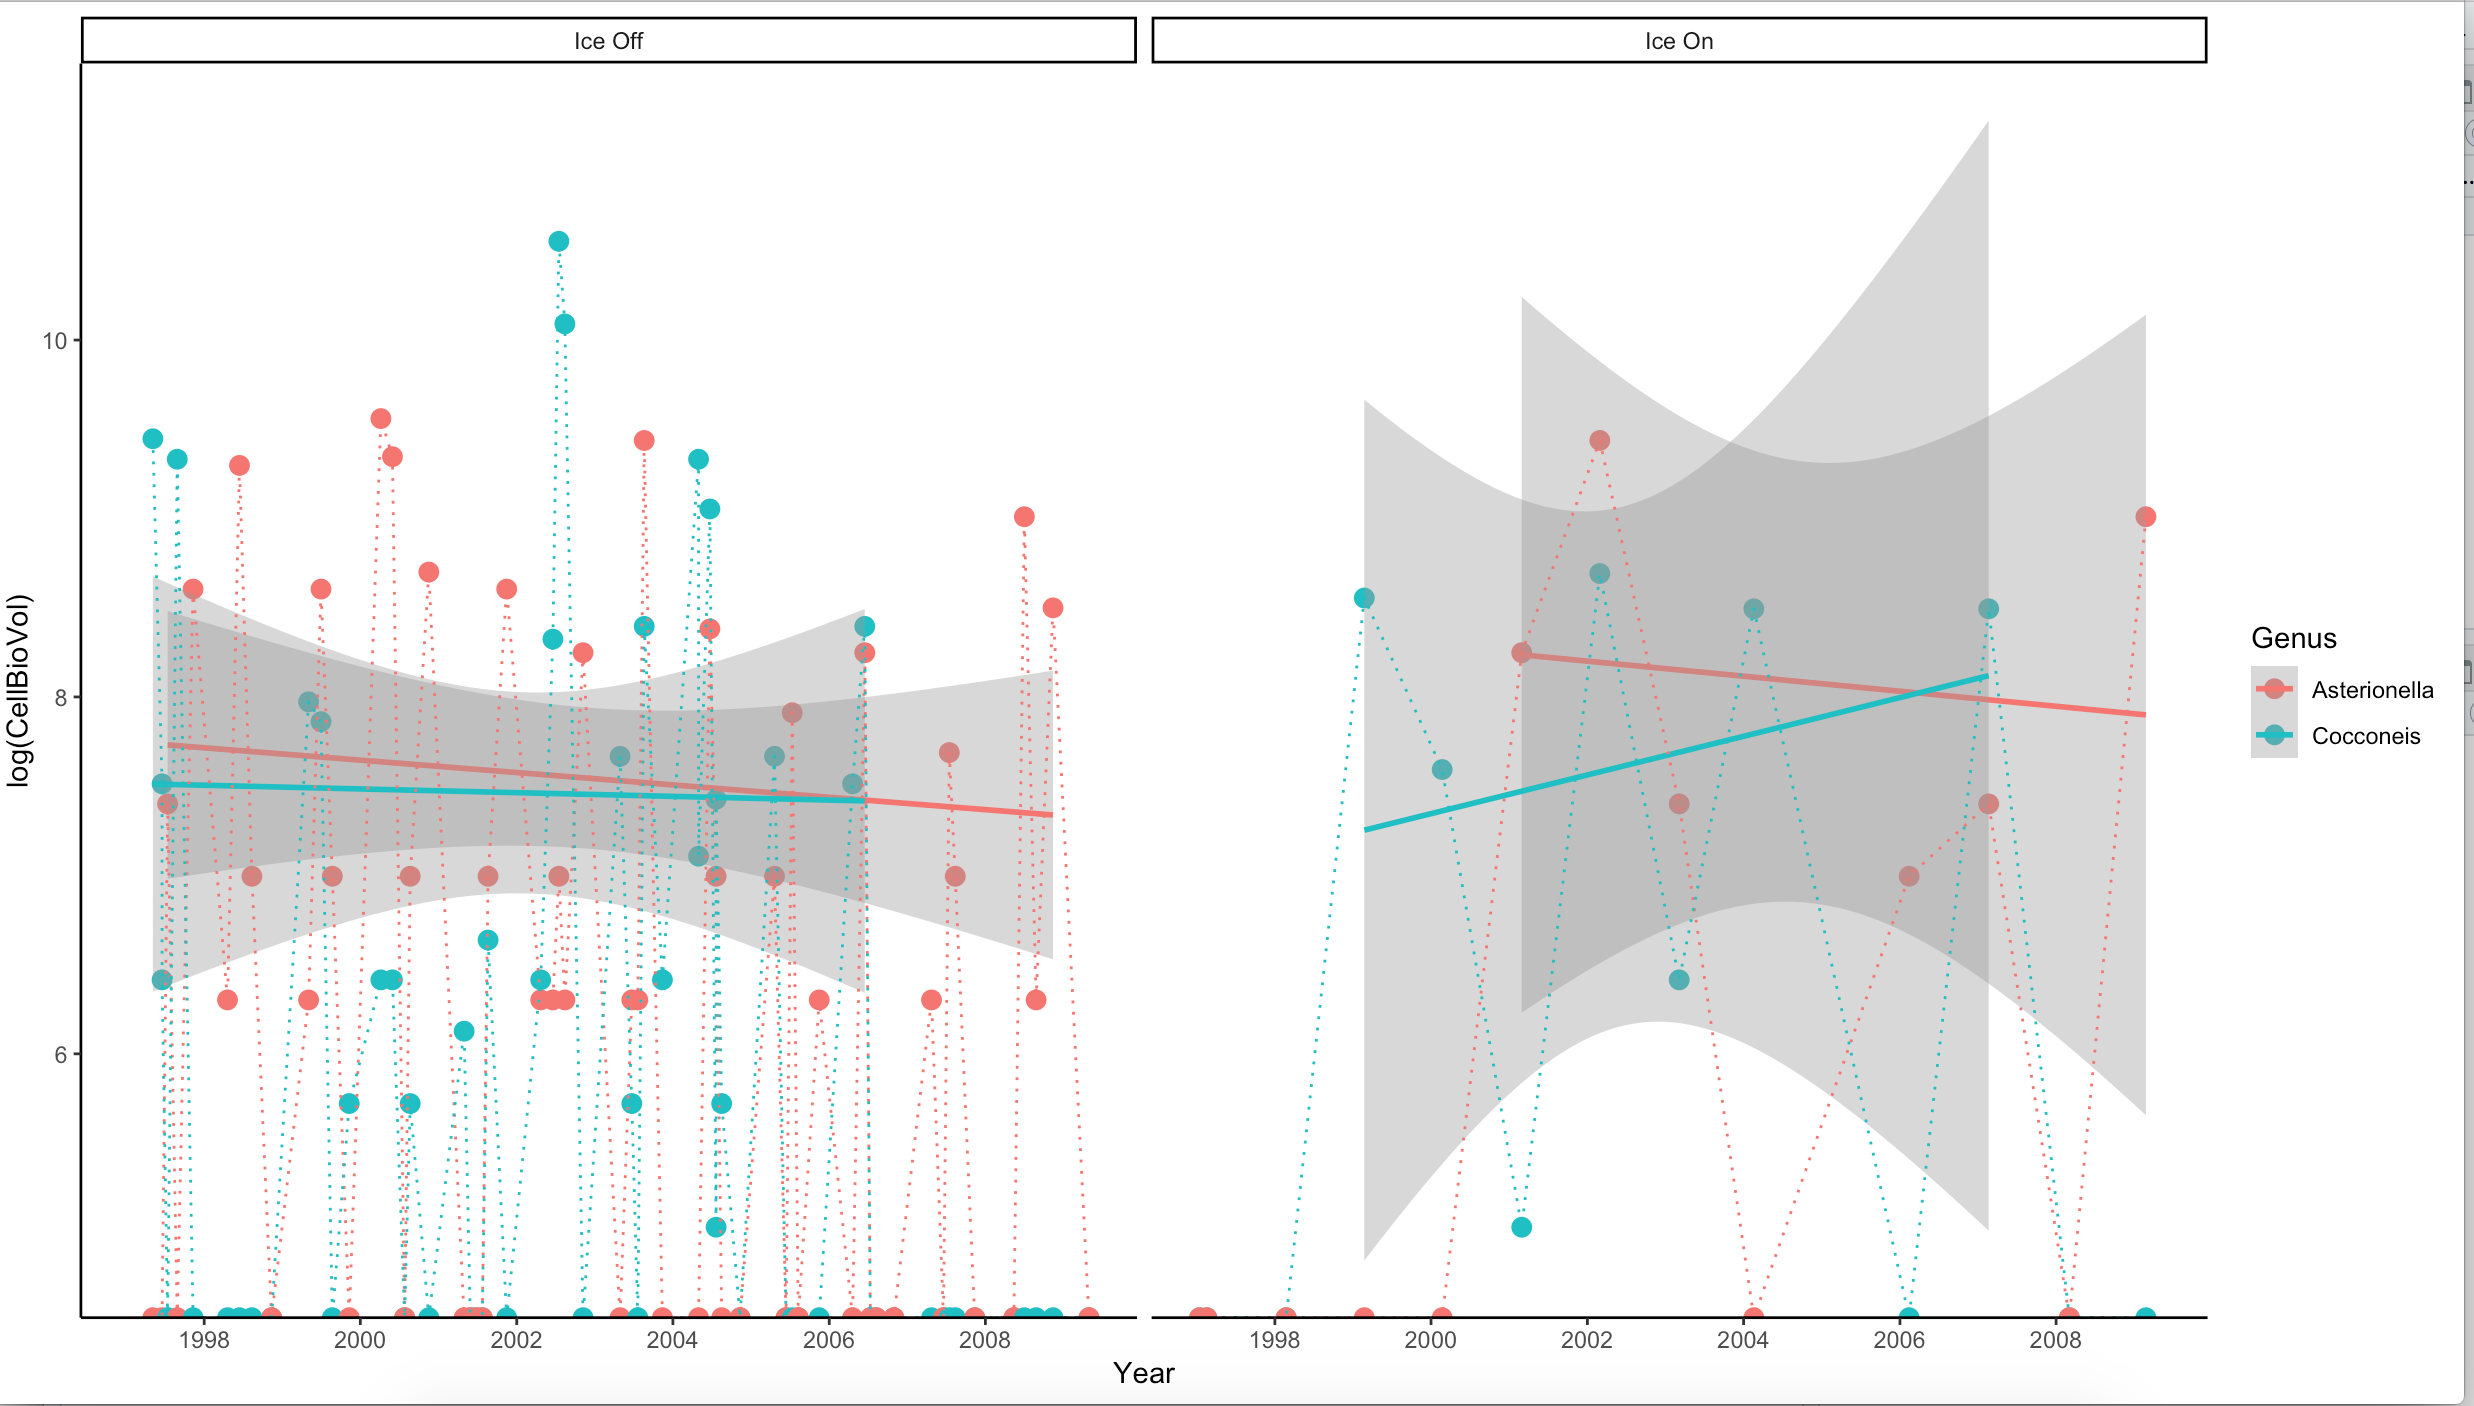 Ice Off
Ice On
log(CellBioVol)
10
8
6
1998 2000 2002 2004 2006 2008
1998 2000 2002 2004 2006 2008
Year
Genus
Asterionella
Cocconeis